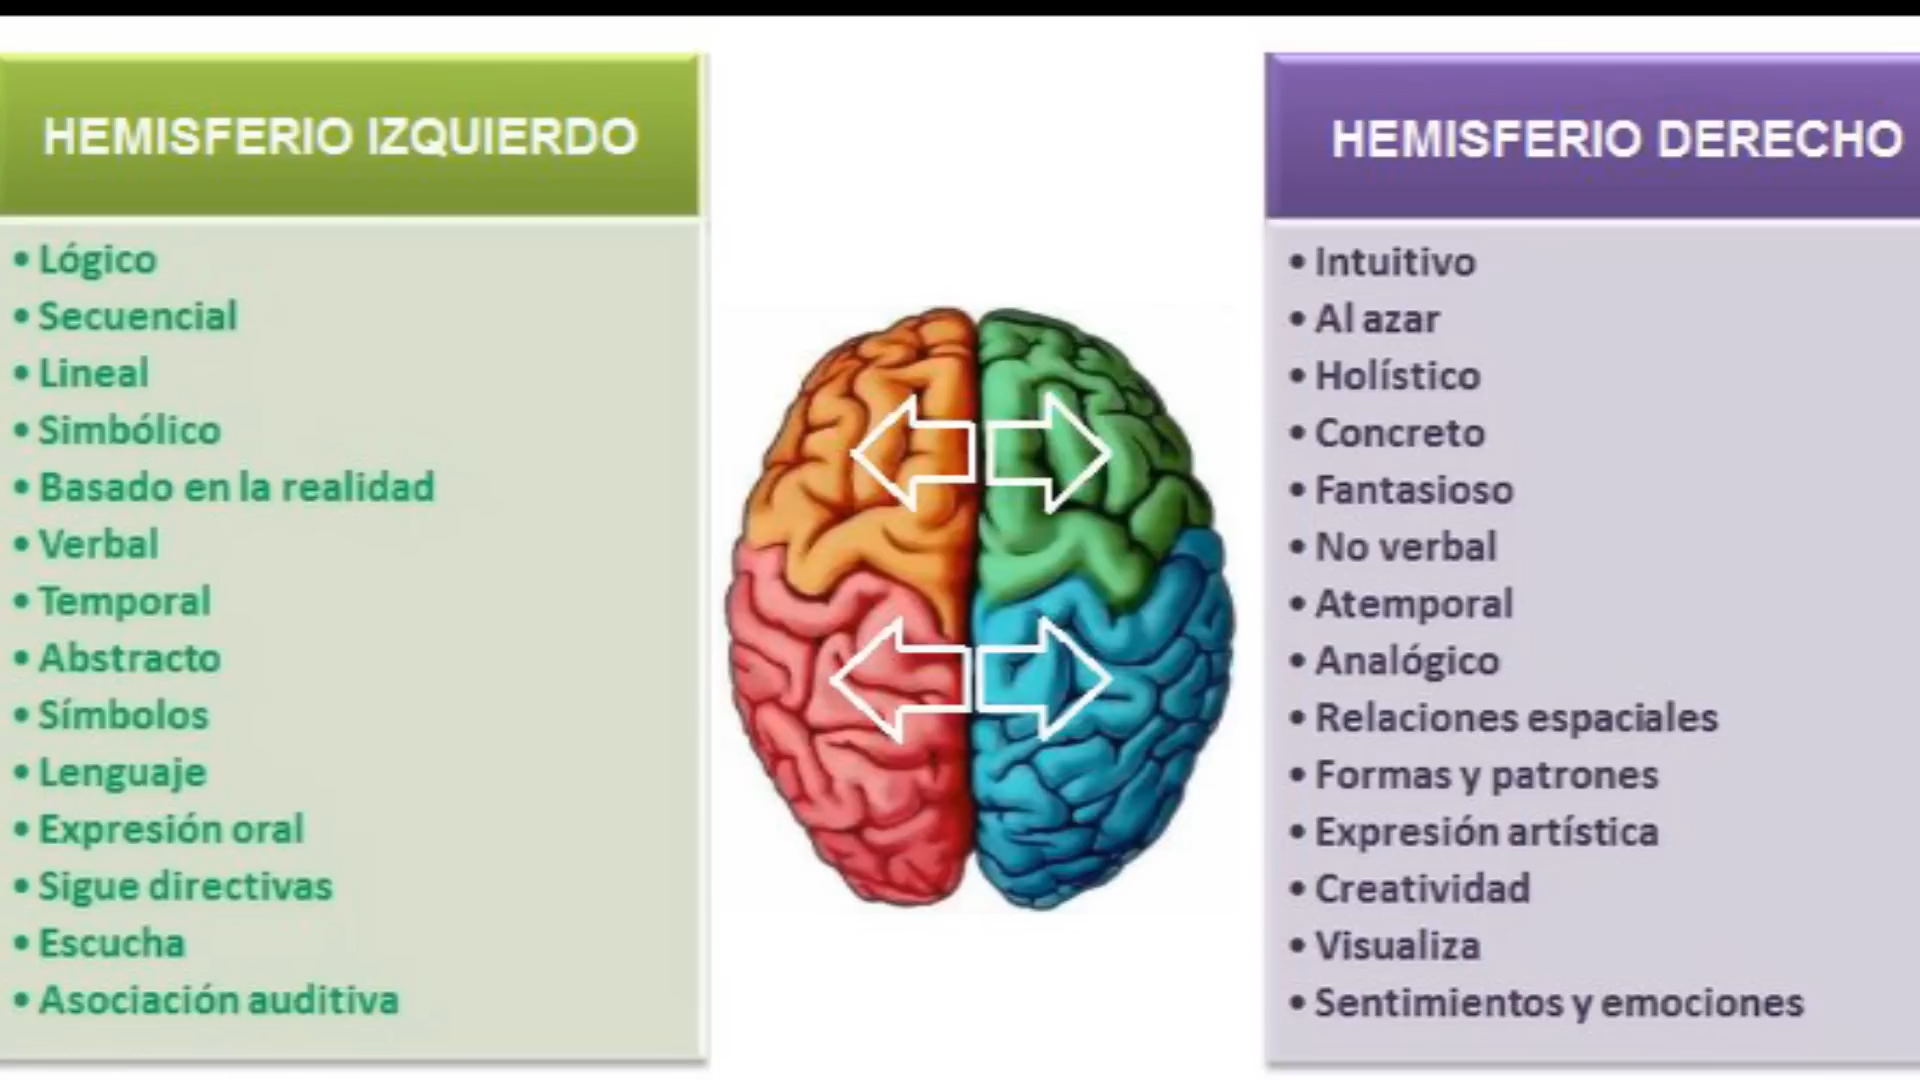 HEMISFERIO IZQUIERDO
• Lógico
• Secuencial
• Lineal
• Simbólico
• Basado en la realidad
• Verbal
• Temporal
• Abstracto
• Símbolos
• Lenguaje
• Expresión oral
• Sigue directivas
• Escucha
• Asociación auditiva
HEMISFERIO DERECHO
• Intuitivo
• Al azar
• Holístico
• Concreto
• Fantasioso
• No verbal
• Atemporal
• Analógico
• Relaciones espaciales
• Formas y patrones
• Expresión artística
• Creatividad
• Visualiza
• Sentimientos y emociones